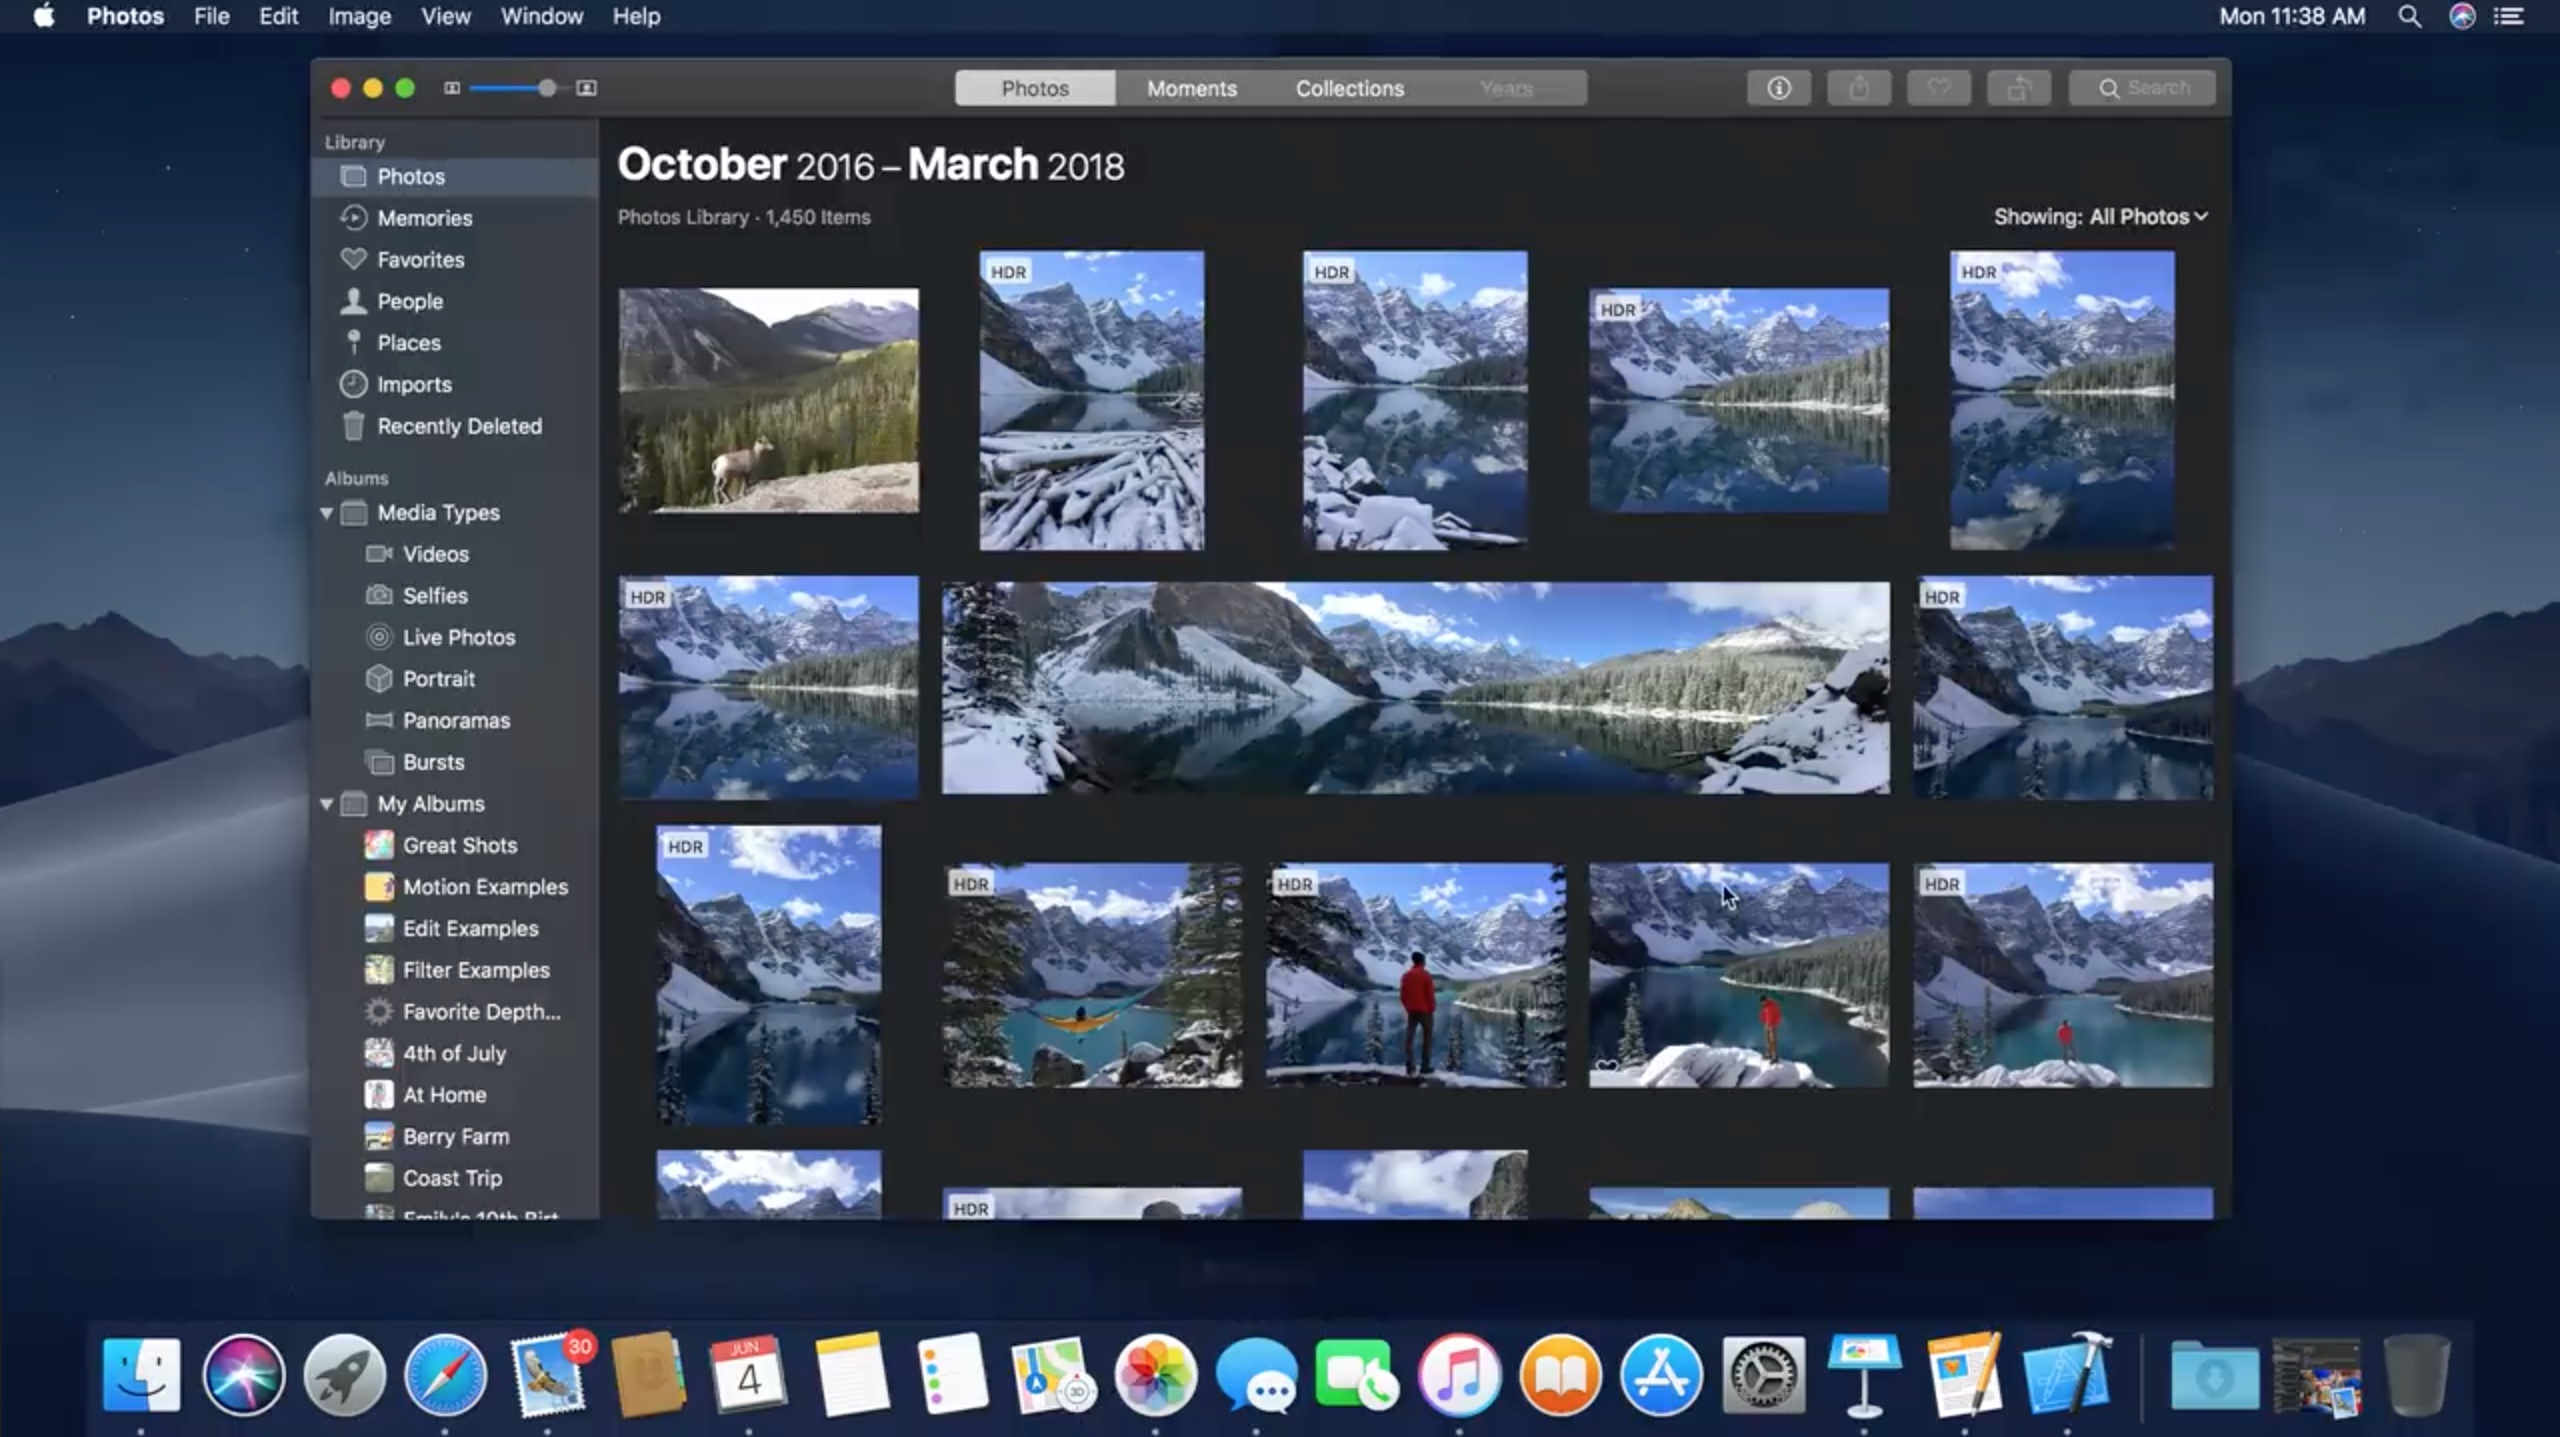 Photos File Edit Image View Window Help Mon 11:38 AM
Photos Moments Collections Years Search
Library
Photos
Memories
Favorites
People
Places
Imports
Recently Deleted
Albums
Media Types
Videos
Selfies
Live Photos
Portrait
Panoramas
Bursts
My Albums
Great Shots
Motion Examples
Edit Examples
Filter Examples
Favorite Depth...
4th of July
At Home
Berry Farm
Coast Trip
Emily's 10th Birt
October 2016 – March 2018
Photos Library · 1,450 Items
Showing: All Photos
HDR HDR HDR HDR
HDR HDR
HDR HDR HDR HDR
HDR
30
JUN
4
3D